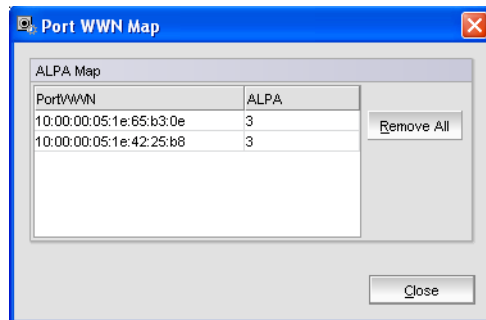 Port WWN Map
ALPA Map
PortWWN ALPA
10:00:00:05:1e:65:b3:0e 3
10:00:00:05:1e:42:25:b8 3
Remove All
Close